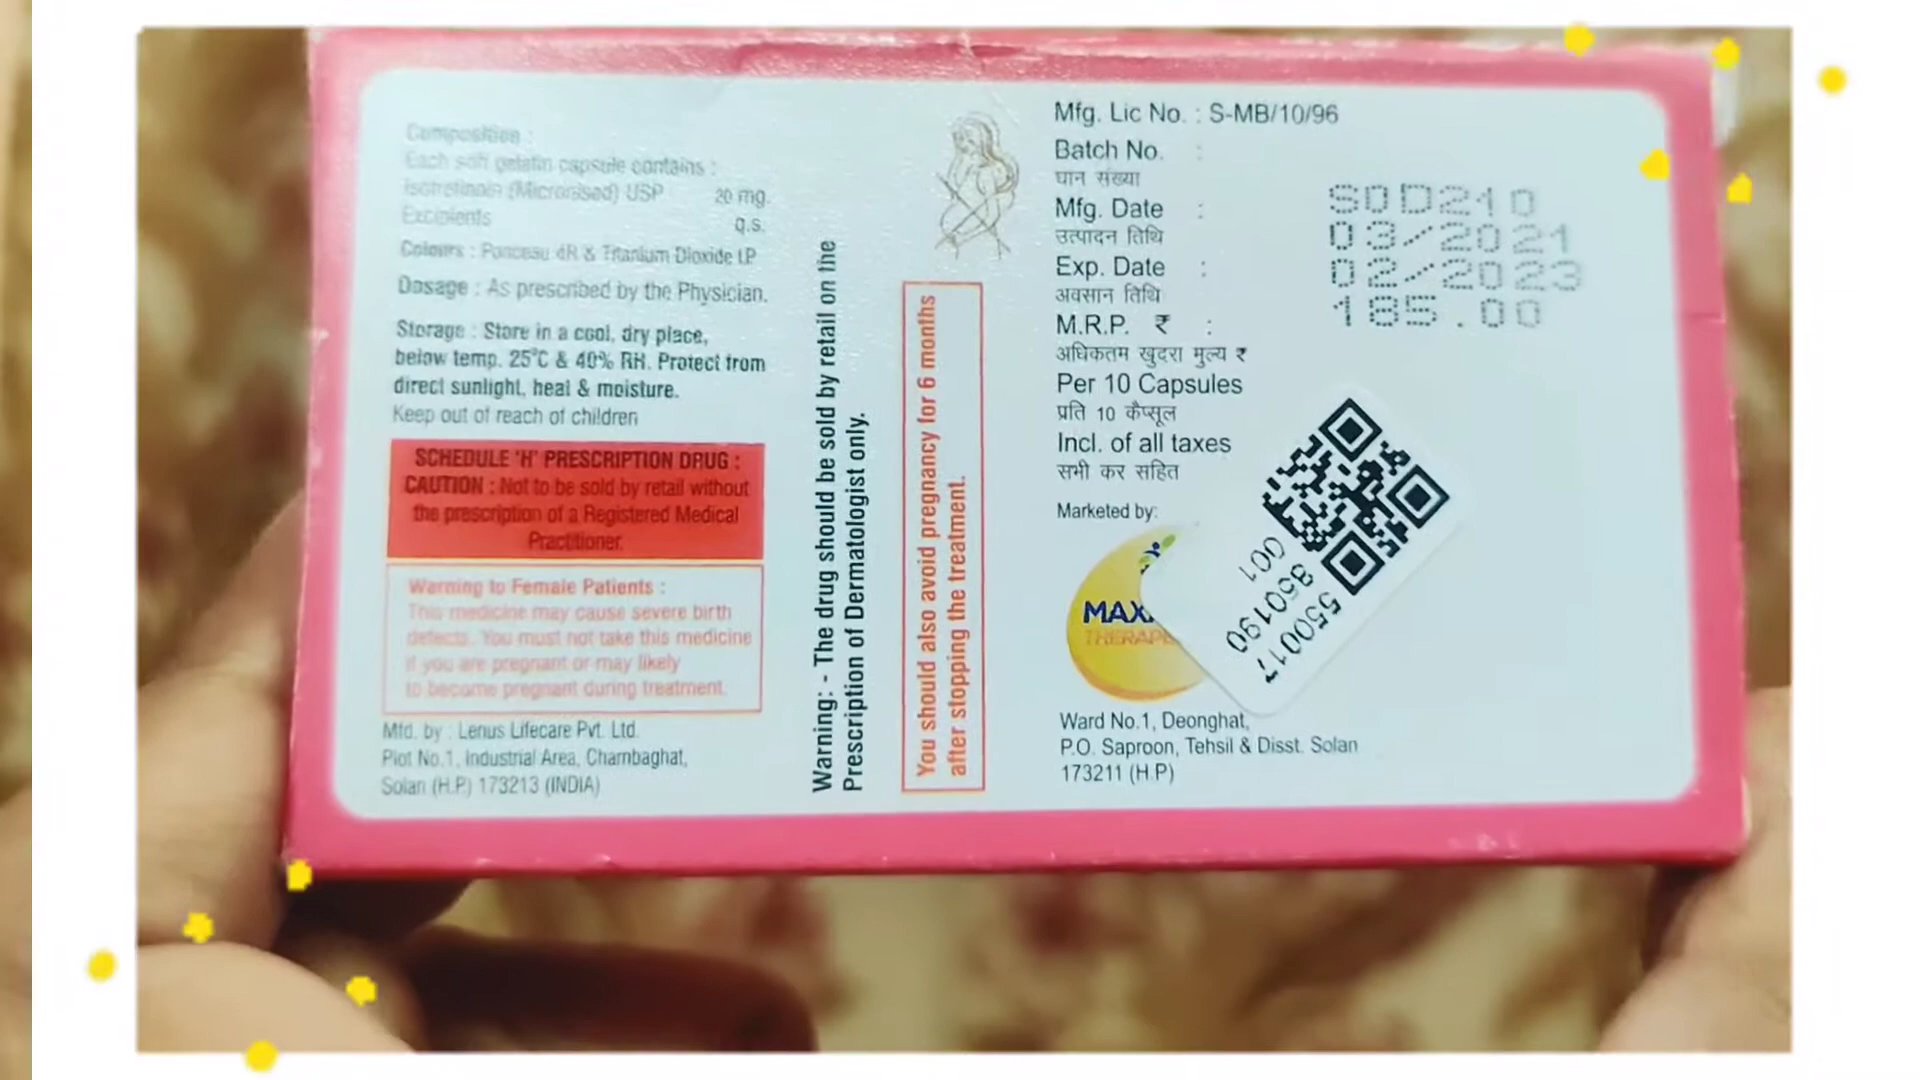 Composition :
Each soft gelatin capsule contains :
Isotretinoin (Micronised) USP 20 mg.
Excipients q.s.
Colours : Ponceau 4R & Titanium Dioxide I.P
Dosage : As prescribed by the Physician.
Storage : Store in a cool, dry place,
below temp. 25°C & 40% RH. Protect from
direct sunlight, heat & moisture.
Keep out of reach of children
SCHEDULE 'H' PRESCRIPTION DRUG :
CAUTION : Not to be sold by retail without
the prescription of a Registered Medical
Practitioner.
Warning to Female Patients :
This medicine may cause severe birth
defects. You must not take this medicine
if you are pregnant or may likely
to become pregnant during treatment.
Mfd. by : Lenus Lifecare Pvt. Ltd.
Plot No.1, Industrial Area, Chambaghat,
Solan (H.P.) 173213 (INDIA)
Warning: - The drug should be sold by retail on the
Prescription of Dermatologist only.
You should also avoid pregnancy for 6 months
after stopping the treatment.
Mfg. Lic No. : S-MB/10/96
Batch No. : S0D210
घान संख्या
Mfg. Date : 03/2021
उत्पादन तिथि
Exp. Date : 02/2023
अवसान तिथि
M.R.P. ₹ : 185.00
अधिकतम खुदरा मुल्य ₹
Per 10 Capsules
प्रति 10 कैप्सूल
Incl. of all taxes
सभी कर सहित
Marketed by:
MAX
THERAP
550017
850190
001
Ward No.1, Deonghat,
P.O. Saproon, Tehsil & Disst. Solan
173211 (H.P)